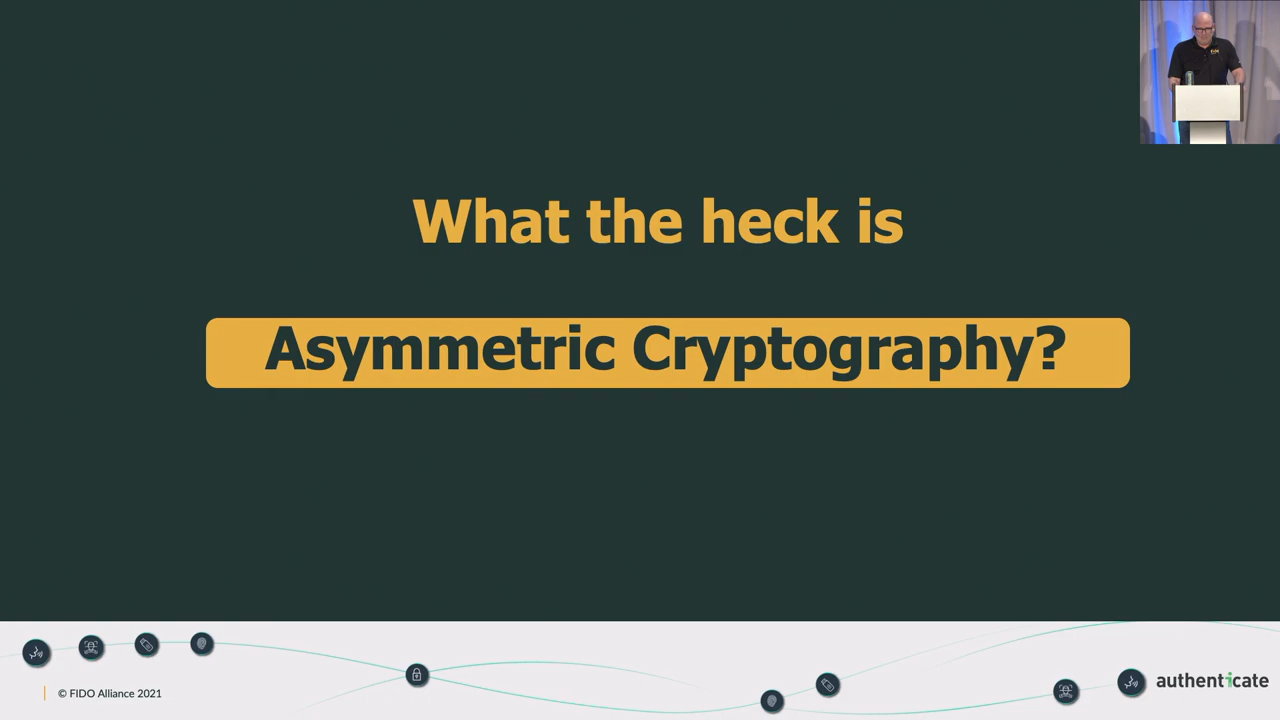 What the heck is
Asymmetric Cryptography?
© FIDO Alliance 2021
authenticate